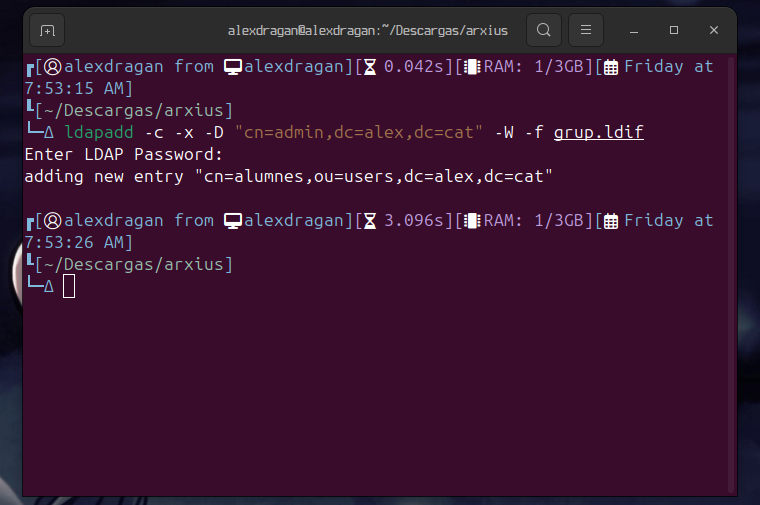 alexdragan@alexdragan:~/Descargas/arxius
┏[alexdragan from alexdragan][ 0.042s][RAM: 1/3GB][ Friday at
7:53:15 AM]
┖[~/Descargas/arxius]
└─Δ ldapadd -c -x -D "cn=admin,dc=alex,dc=cat" -W -f grup.ldif
Enter LDAP Password:
adding new entry "cn=alumnes,ou=users,dc=alex,dc=cat"
┏[alexdragan from alexdragan][ 3.096s][RAM: 1/3GB][ Friday at
7:53:26 AM]
┖[~/Descargas/arxius]
└─Δ